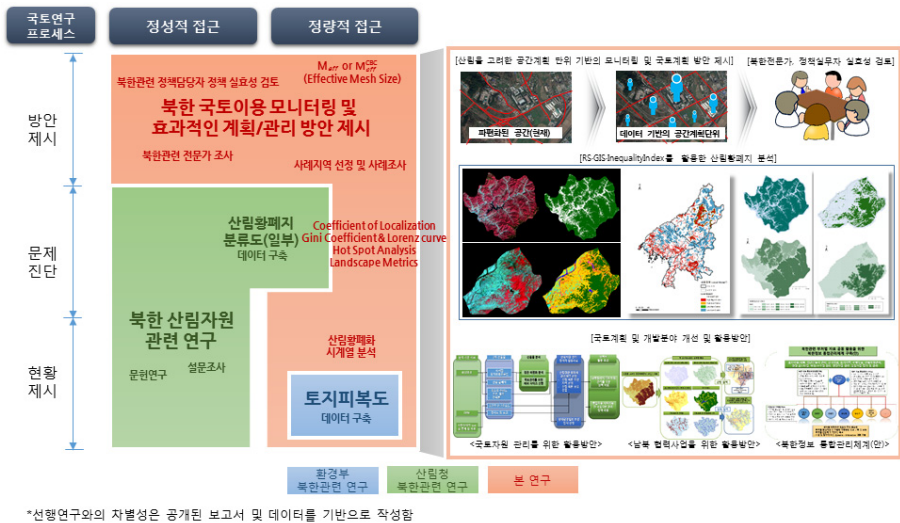 국토연구
프로세스
정성적 접근
정량적 접근
방안
제시
문제
진단
현황
제시
북한관련 정책담당자 정책 실효성 검토
Meff or MCBCeff
(Effective Mesh Size)
북한 국토이용 모니터링 및
효과적인 계획/관리 방안 제시
북한관련 전문가 조사
사례지역 선정 및 사례조사
산림황폐지
분류도(일부)
데이터 구축
Coefficient of Localization
Gini Coefficient & Lorenz curve
Hot Spot Analysis
Landscape Metrics
북한 산림자원
관련 연구
문헌연구
설문조사
산림황폐화
시계열 분석
토지피복도
데이터 구축
[산림을 고려한 공간계획 단위 기반의 모니터링 및 국토계획 방안 제시]
[북한전문가, 정책실무자 실효성 검토]
파편화된 공간(현재)
데이터 기반의 공간계획단위
[RS-GIS-InequalityIndex를 활용한 산림황폐지 분석]
[국토계획 및 개발분야 개선 및 활용방안]
<국토자원 관리를 위한 활용방안>
<남북 협력사업을 위한 활용방안>
<북한정보 통합관리체계(안)>
환경부
북한관련 연구
산림청
북한관련 연구
본 연구
*선행연구와의 차별성은 공개된 보고서 및 데이터를 기반으로 작성함